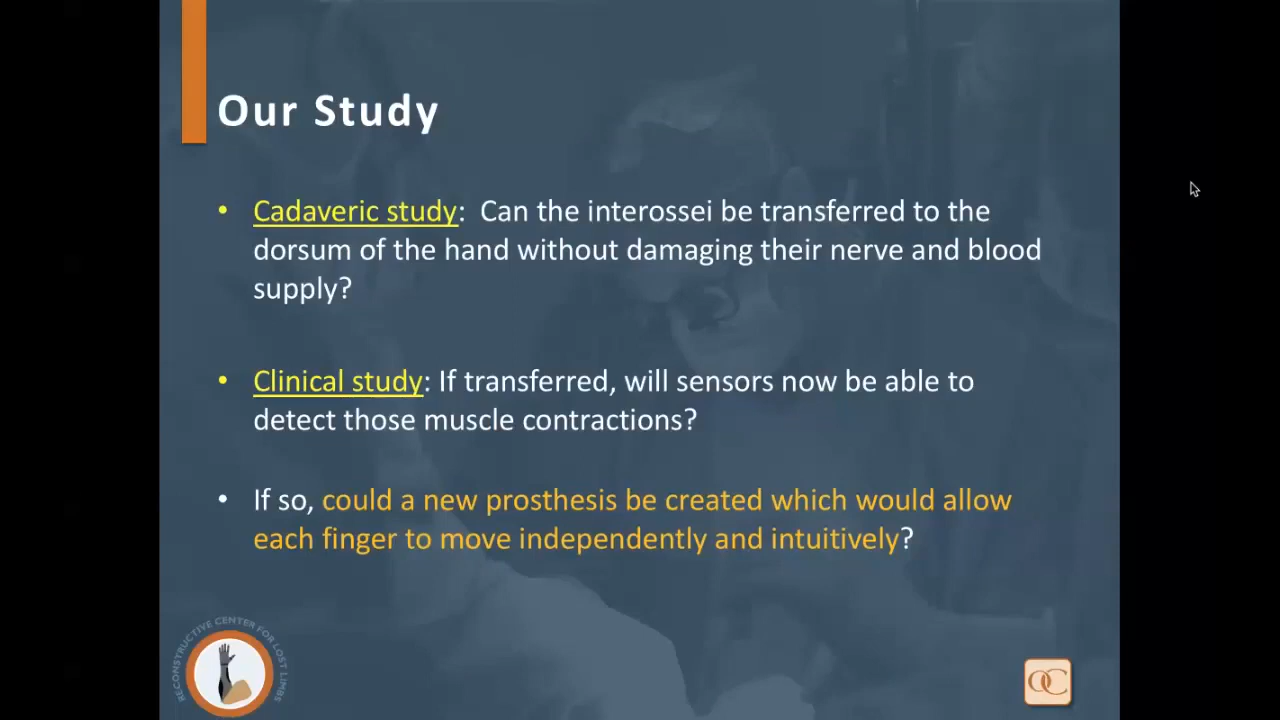 Our Study
• Cadaveric study: Can the interossei be transferred to the
dorsum of the hand without damaging their nerve and blood
supply?
• Clinical study: If transferred, will sensors now be able to
detect those muscle contractions?
• If so, could a new prosthesis be created which would allow
each finger to move independently and intuitively?
RECONSTRUCTIVE CENTER FOR LOST LIMBS
OC